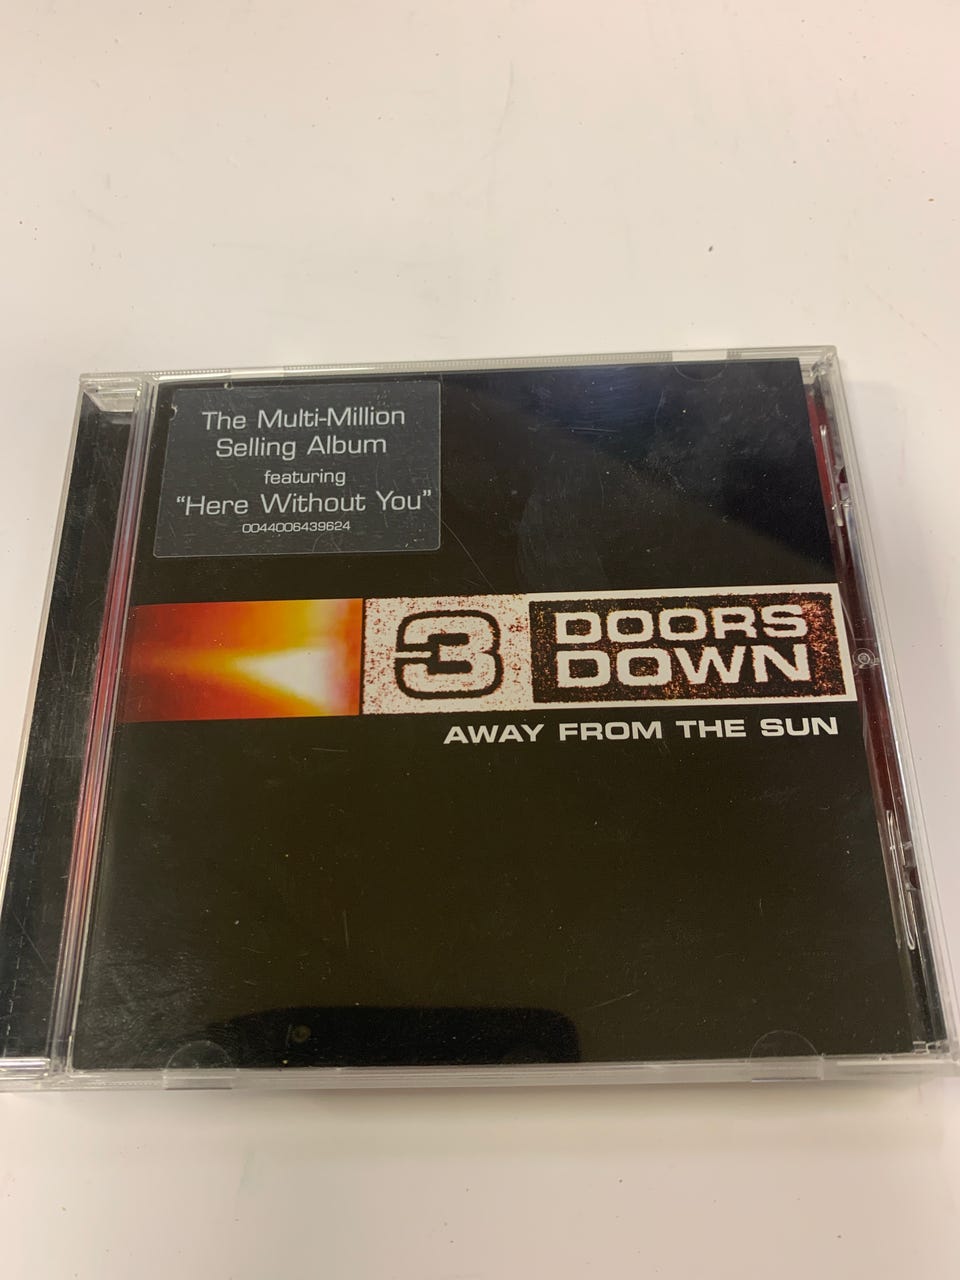 The Multi-Million
Selling Album
featuring
“Here Without You”
0044006439624
3 DOORS
DOWN
AWAY FROM THE SUN